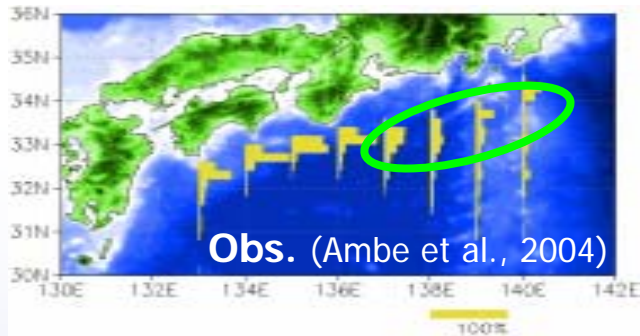 36N
35N
34N
33N
32N
31N
30N
Obs. (Ambe et al., 2004)
130E 132E 134E 136E 138E 140E 142E
100%